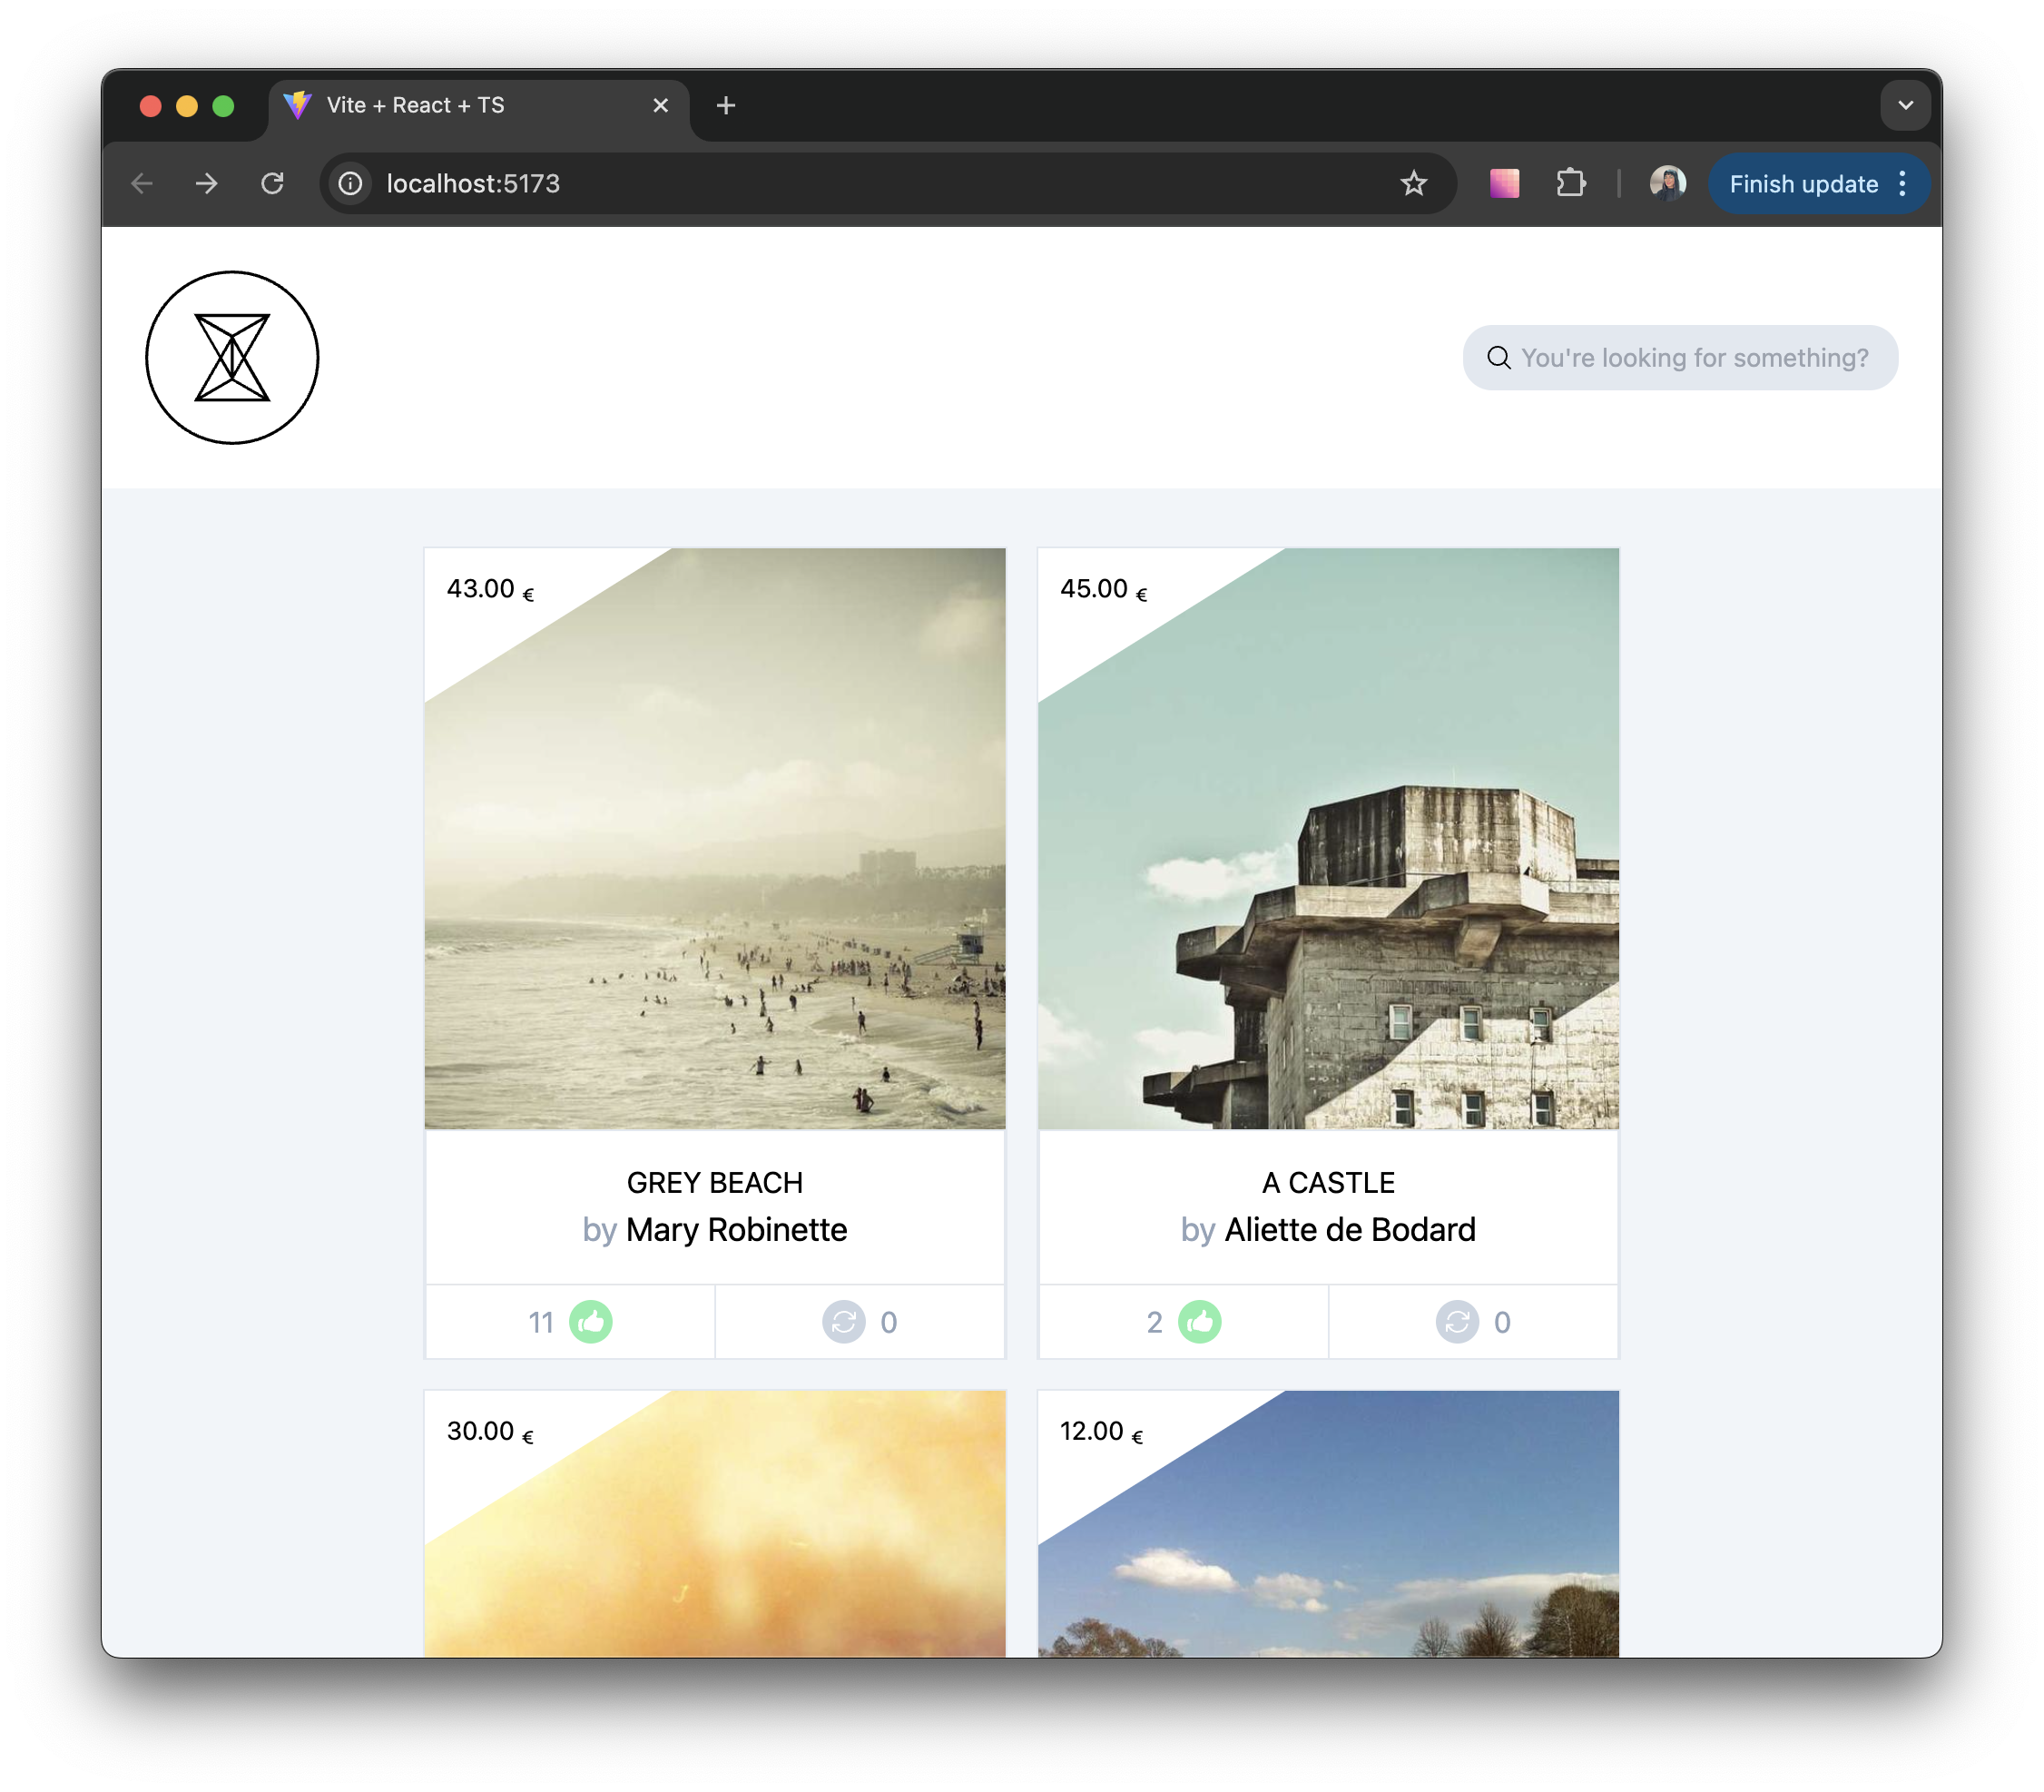 Vite + React + TS
localhost:5173
Finish update
You're looking for something?
43.00 €
45.00 €
GREY BEACH
by Mary Robinette
A CASTLE
by Aliette de Bodard
11
0
2
0
30.00 €
12.00 €